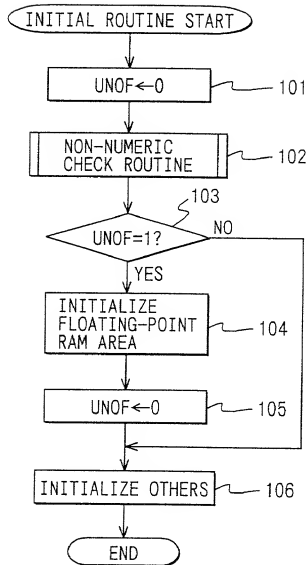 INITIAL ROUTINE START
UNOF←0
101
NON-NUMERIC
CHECK ROUTINE
102
103
UNOF=1?
NO
YES
INITIALIZE
FLOATING-POINT
RAM AREA
104
UNOF←0
105
INITIALIZE OTHERS
106
END